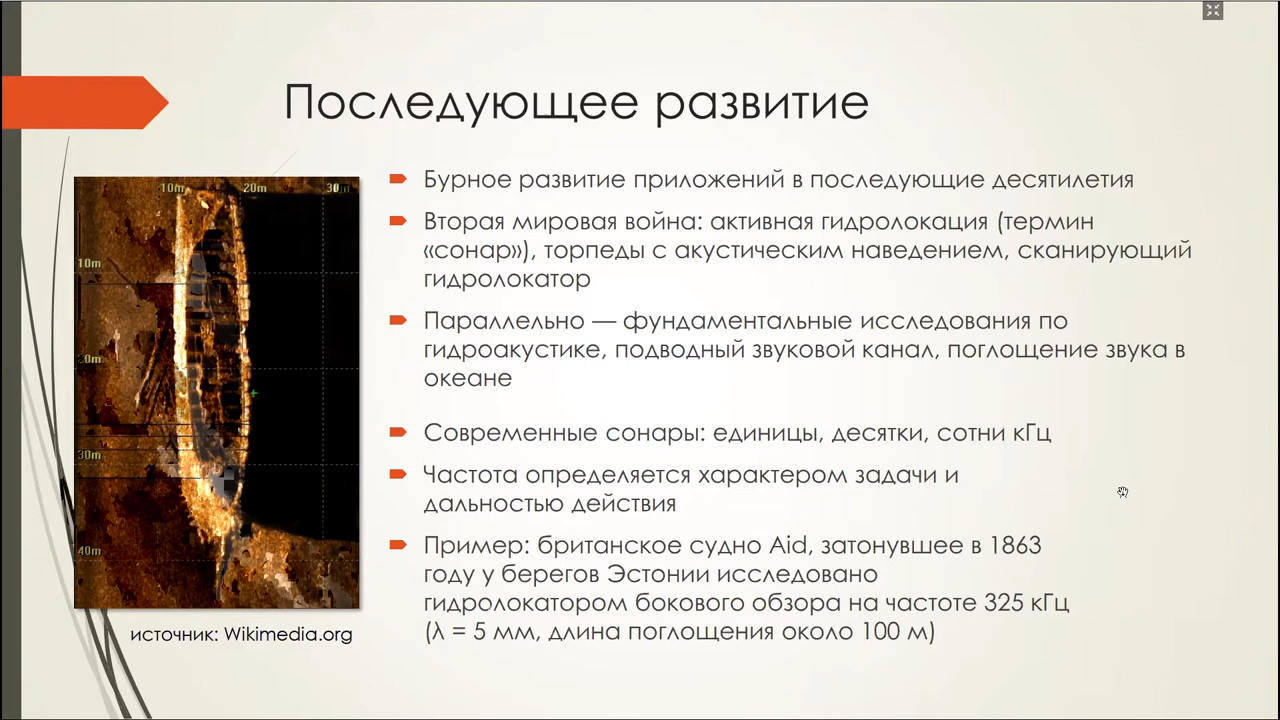 Последующее развитие
10m 20m 30m
10m
20m
30m
40m
источник: Wikimedia.org
Бурное развитие приложений в последующие десятилетия
Вторая мировая война: активная гидролокация (термин
«сонар»), торпеды с акустическим наведением, сканирующий
гидролокатор
Параллельно — фундаментальные исследования по
гидроакустике, подводный звуковой канал, поглощение звука в
океане
Современные сонары: единицы, десятки, сотни кГц
Частота определяется характером задачи и
дальностью действия
Пример: британское судно Aid, затонувшее в 1863
году у берегов Эстонии исследовано
гидролокатором бокового обзора на частоте 325 кГц
(λ = 5 мм, длина поглощения около 100 м)